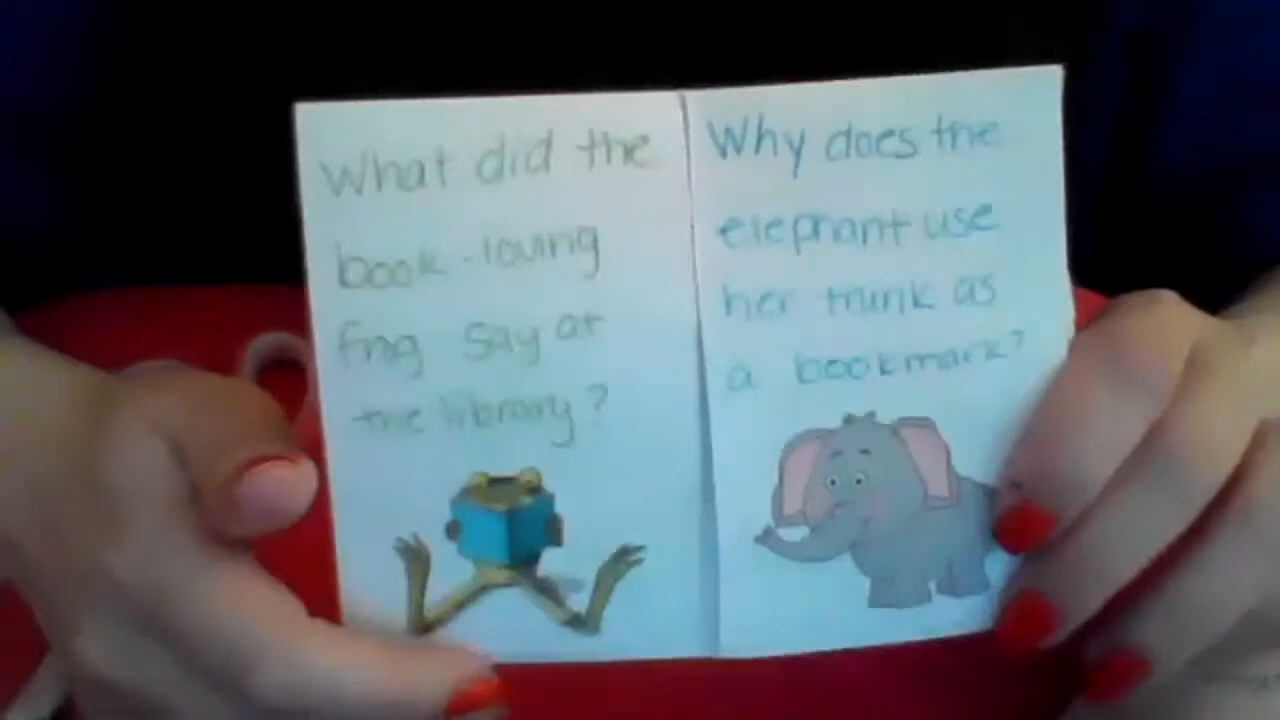 What did the
book-loving
frog say at
the library?
Why does the
elephant use
her trunk as
a bookmark?